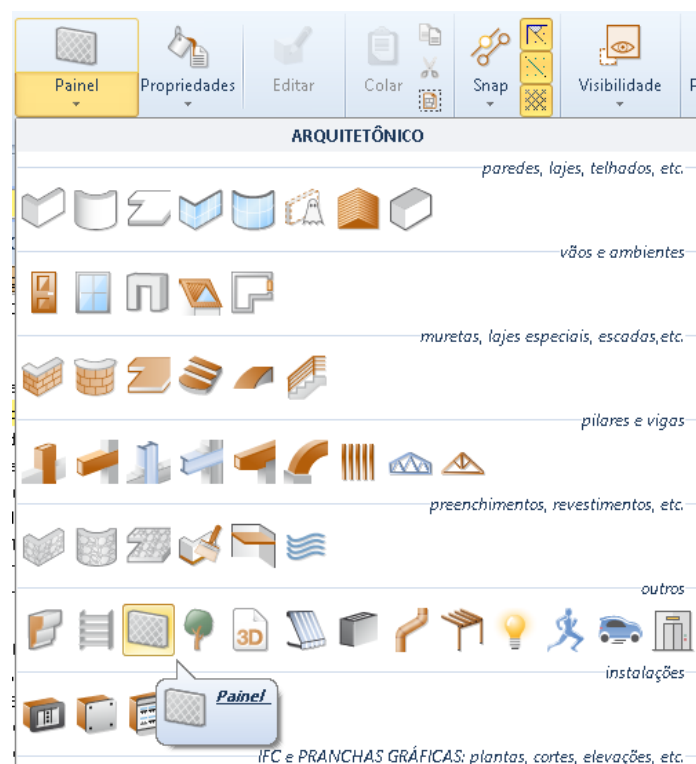 Painel
Propriedades
Editar
Colar
Snap
Visibilidade
ARQUITETÔNICO
paredes, lajes, telhados, etc.
vãos e ambientes
muretas, lajes especiais, escadas,etc.
pilares e vigas
preenchimentos, revestimentos, etc.
outros
3D
instalações
Painel
IFC e PRANCHAS GRÁFICAS: plantas, cortes, elevações, etc.